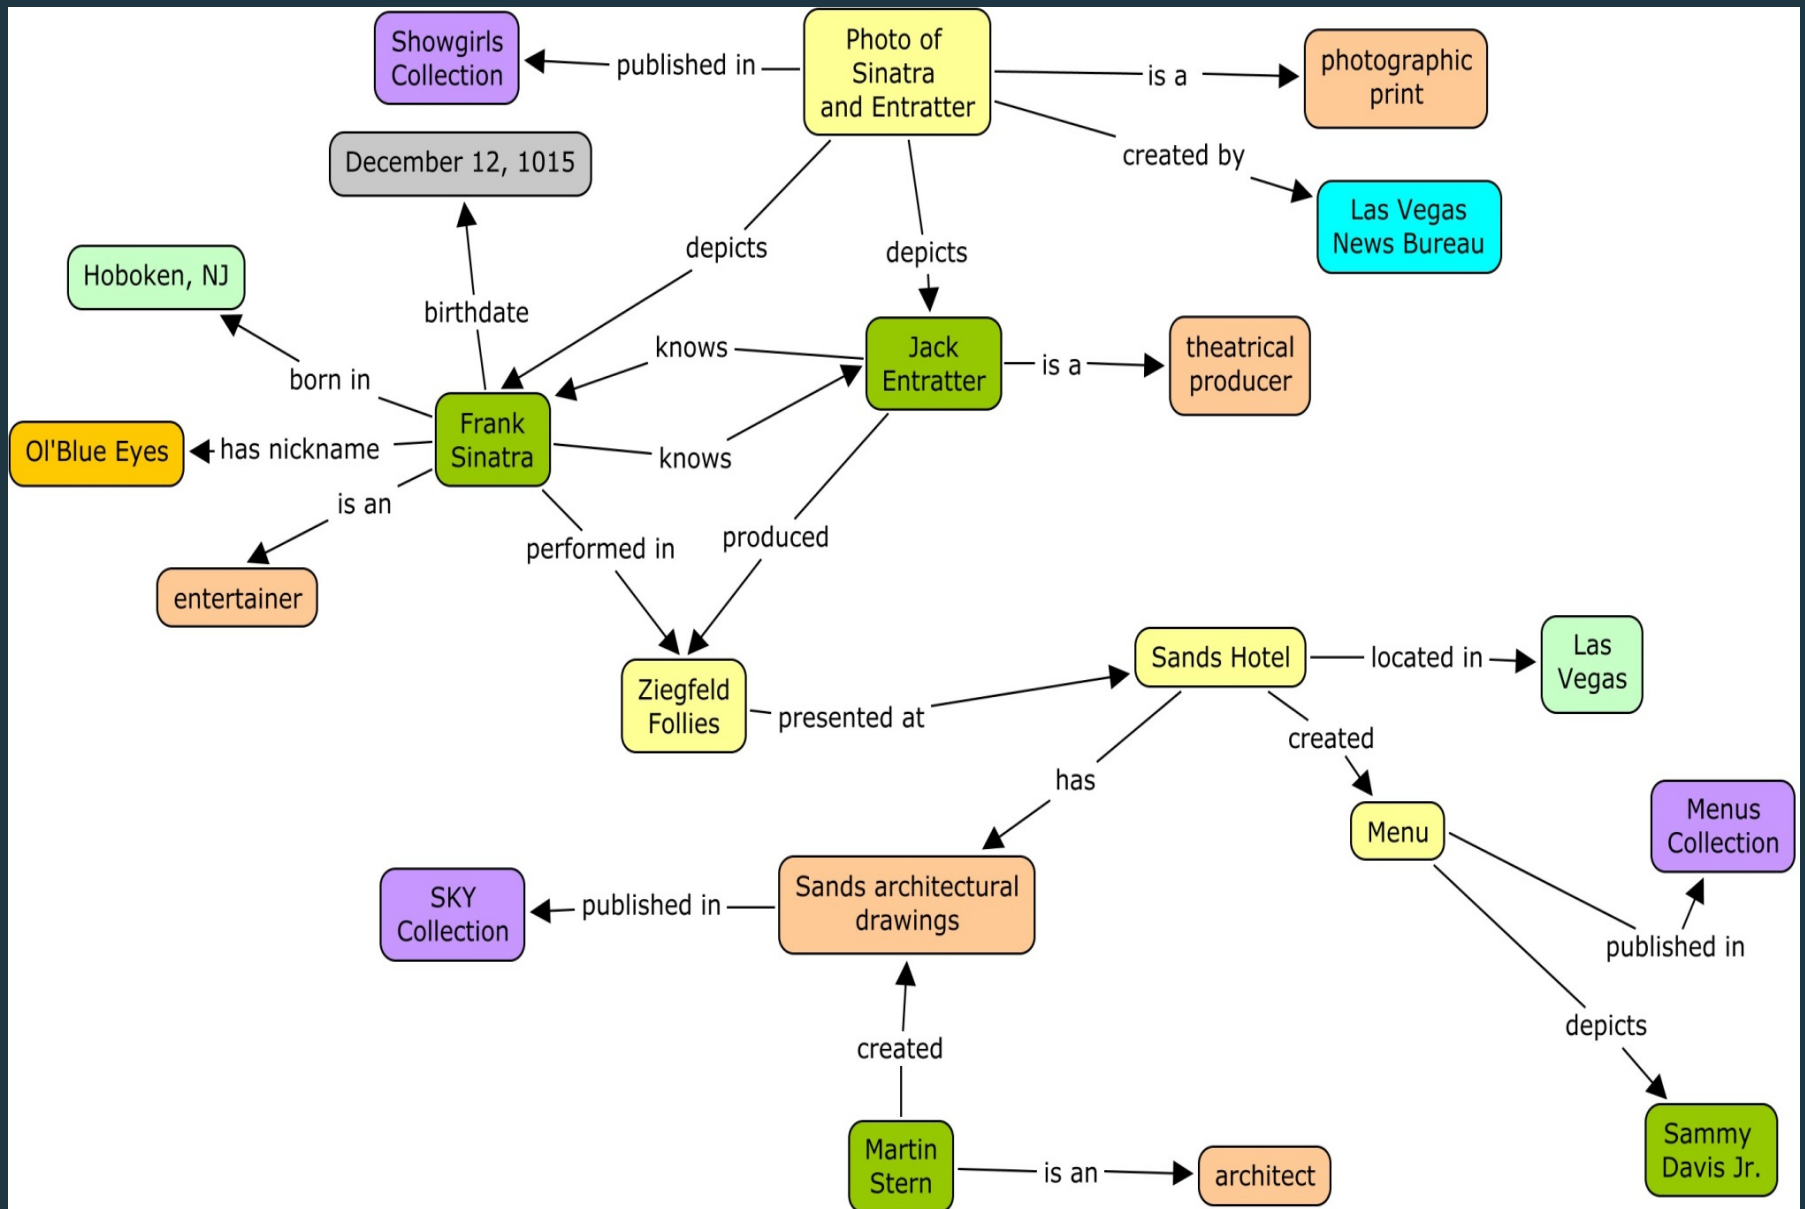 Showgirls
Collection
published in
Photo of
Sinatra
and Entratter
is a
photographic
print
created by
Las Vegas
News Bureau
December 12, 1015
birthdate
depicts
depicts
Hoboken, NJ
born in
knows
Jack
Entratter
is a
theatrical
producer
Ol'Blue Eyes
has nickname
Frank
Sinatra
knows
is an
entertainer
performed in
produced
Ziegfeld
Follies
presented at
Sands Hotel
located in
Las
Vegas
has
created
Menu
Menus
Collection
published in
depicts
Sammy
Davis Jr.
SKY
Collection
published in
Sands architectural
drawings
created
Martin
Stern
is an
architect